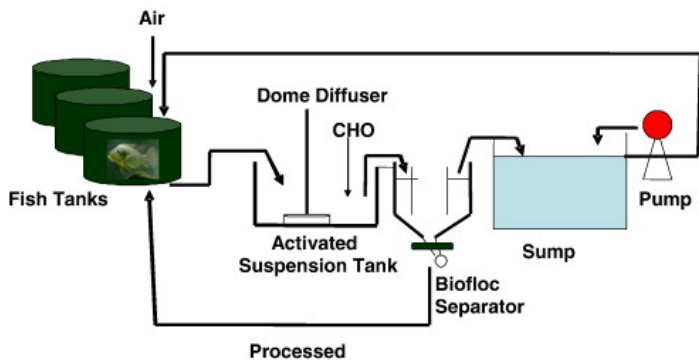 Air
Dome Diffuser
CHO
Fish Tanks
Pump
Activated
Suspension Tank
Sump
Biofloc
Separator
Processed